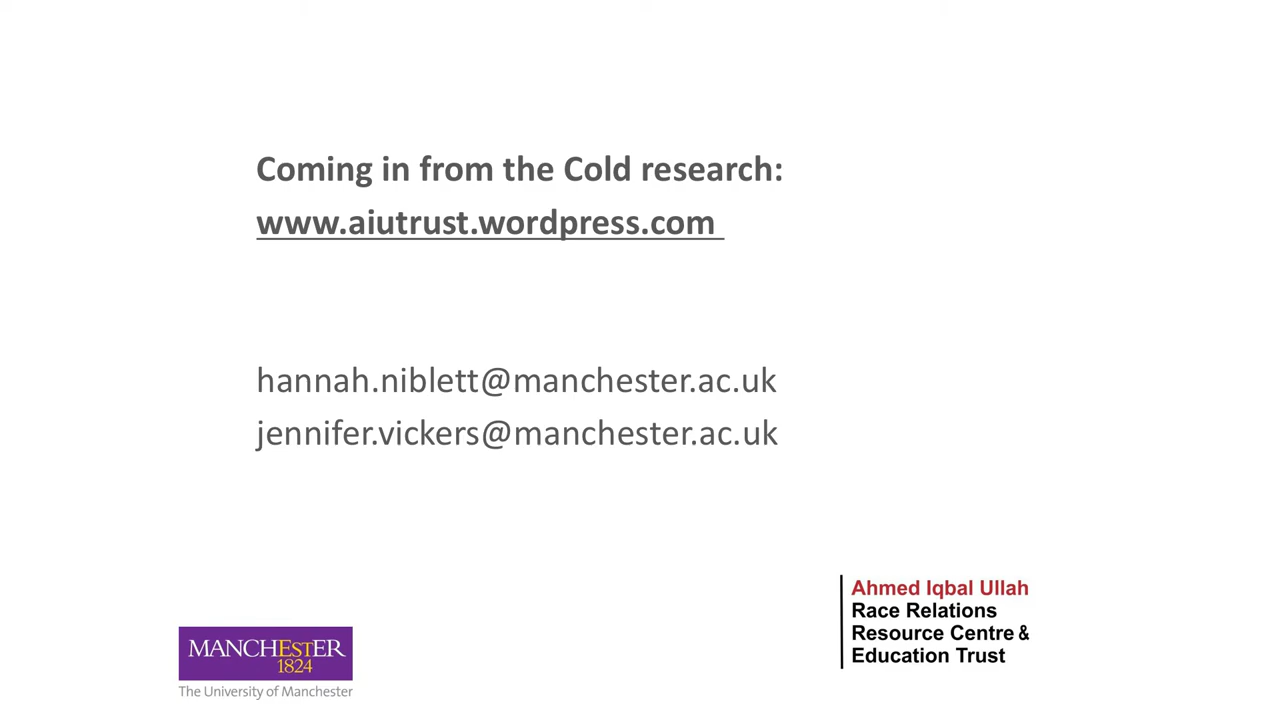 Coming in from the Cold research:
www.aiutrust.wordpress.com
hannah.niblett@manchester.ac.uk
jennifer.vickers@manchester.ac.uk
Ahmed Iqbal Ullah
Race Relations
Resource Centre &
Education Trust
MANCHESTER
1824
The University of Manchester